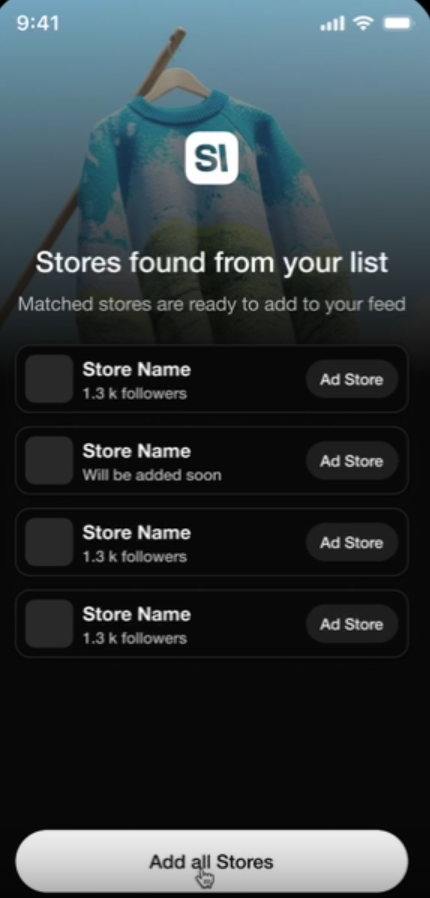 9:41
SI
Stores found from your list
Matched stores are ready to add to your feed
Store Name
1.3 k followers
Ad Store
Store Name
Will be added soon
Ad Store
Store Name
1.3 k followers
Ad Store
Store Name
1.3 k followers
Ad Store
Add all Stores